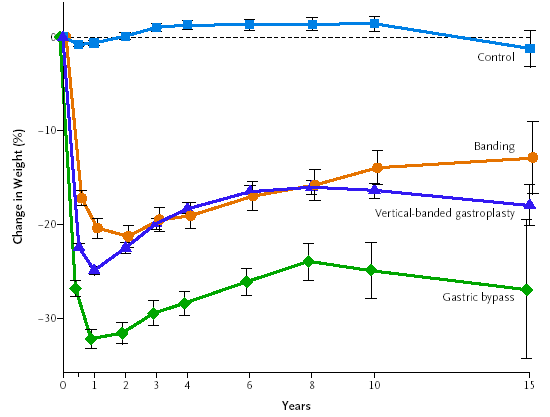 0
Control
−10
Banding
Change in Weight (%)
−20
Vertical-banded gastroplasty
Gastric bypass
−30
0 1 2 3 4 6 8 10 15
Years